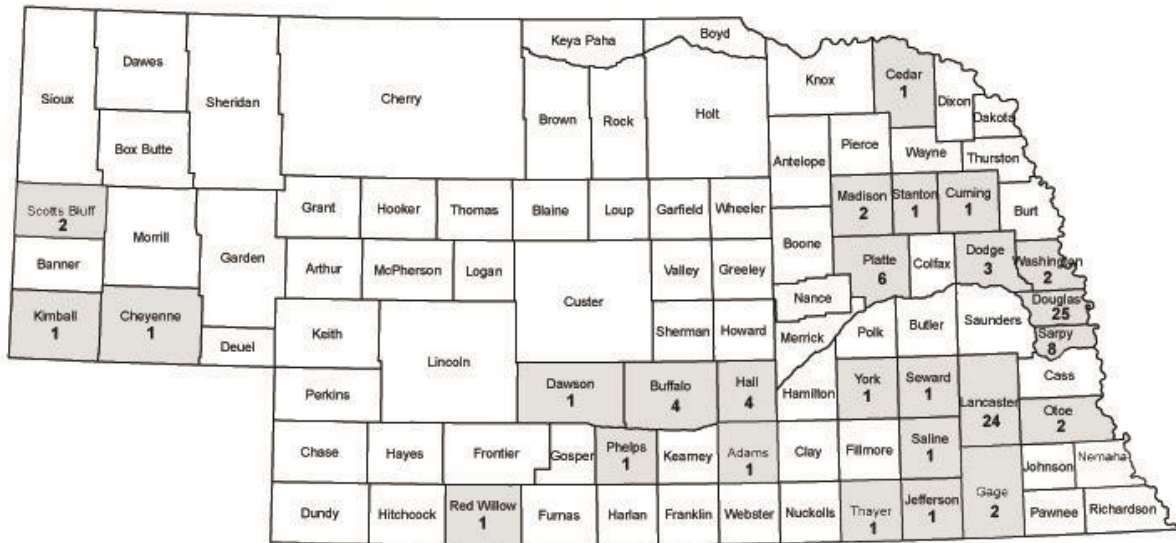 Boyd
Keya Paha
Dawes
Sioux
Sheridan
Cherry
Brown
Rock
Holt
Knox
Cedar
1
Dixon
Dakota
Box Butte
Antelope
Pierce
Wayne
Thurston
Scotts Bluff
2
Morrill
Garden
Grant
Hooker
Thomas
Blaine
Loup
Garfield
Wheeler
Madison
2
Stanton
1
Cuming
1
Burt
Banner
Arthur
McPherson
Logan
Custer
Valley
Greeley
Boone
Platte
6
Colfax
Dodge
3
Washington
2
Kimball
1
Cheyenne
1
Deuel
Keith
Lincoln
Sherman
Howard
Nance
Merrick
Polk
Butler
Saunders
Douglas
25
Sarpy
8
Perkins
Dawson
1
Buffalo
4
Hall
4
Hamilton
York
1
Seward
1
Lancaster
24
Cass
Otoe
2
Chase
Hayes
Frontier
Gosper
Phelps
1
Kearney
Adams
1
Clay
Fillmore
Saline
1
Johnson
Nemaha
Dundy
Hitchcock
Red Willow
1
Furnas
Harlan
Franklin
Webster
Nuckolls
Thayer
1
Jefferson
1
Gage
2
Pawnee
Richardson